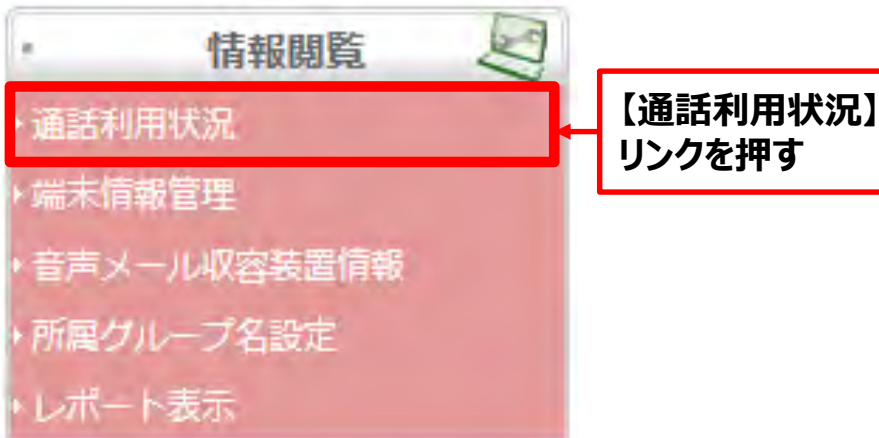 情報閲覧
通話利用状況
【通話利用状況】
リンクを押す
端末情報管理
音声メール収容装置情報
所属グループ名設定
レポート表示